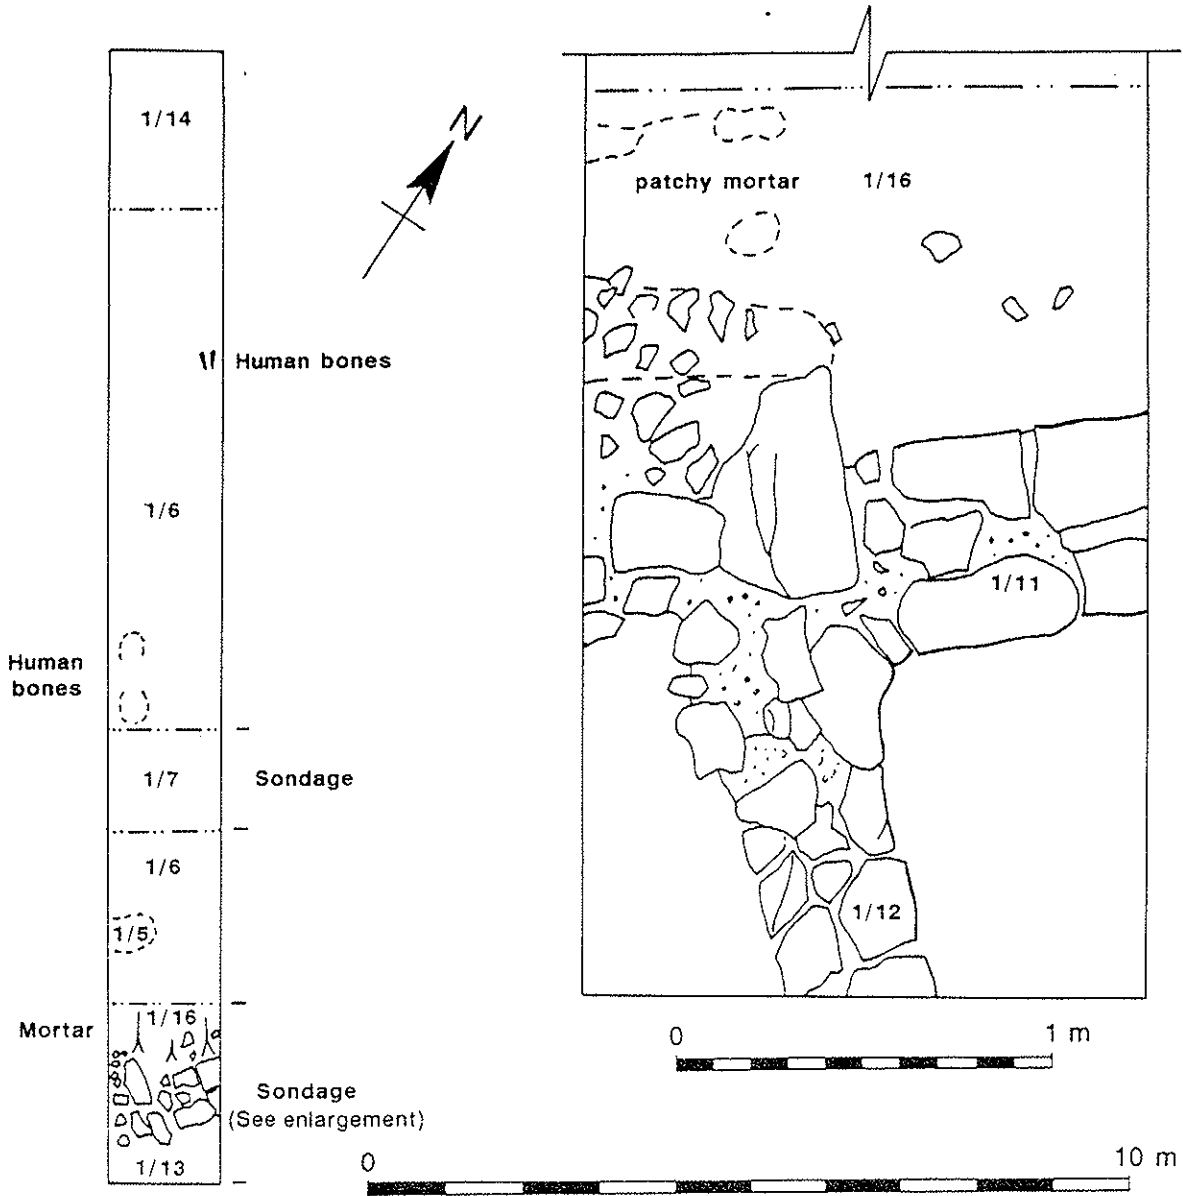 1/14
N
Human bones
1/6
Human
bones
1/7
Sondage
1/6
1/5
Mortar
1/16
Sondage
(See enlargement)
1/13
patchy mortar 1/16
1/11
1/12
0 1 m
0 10 m